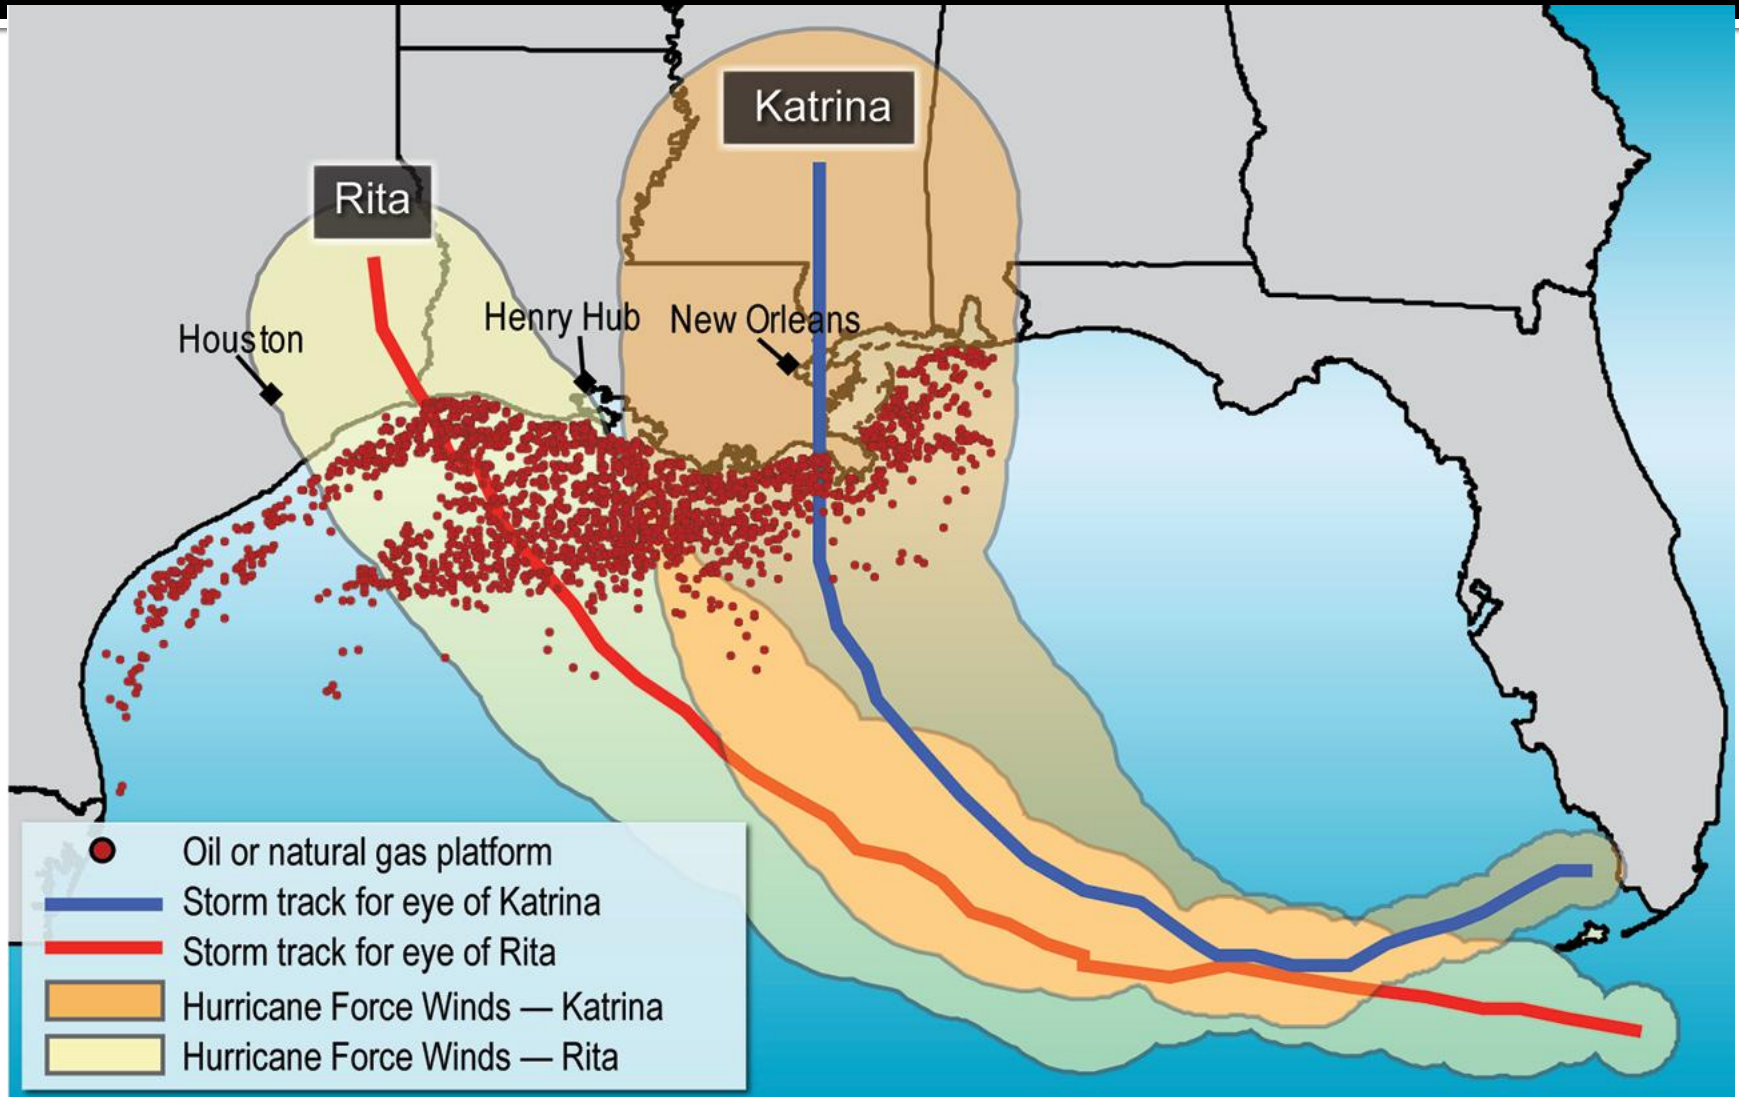 Katrina
Rita
Houston
Henry Hub
New Orleans
Oil or natural gas platform
Storm track for eye of Katrina
Storm track for eye of Rita
Hurricane Force Winds — Katrina
Hurricane Force Winds — Rita